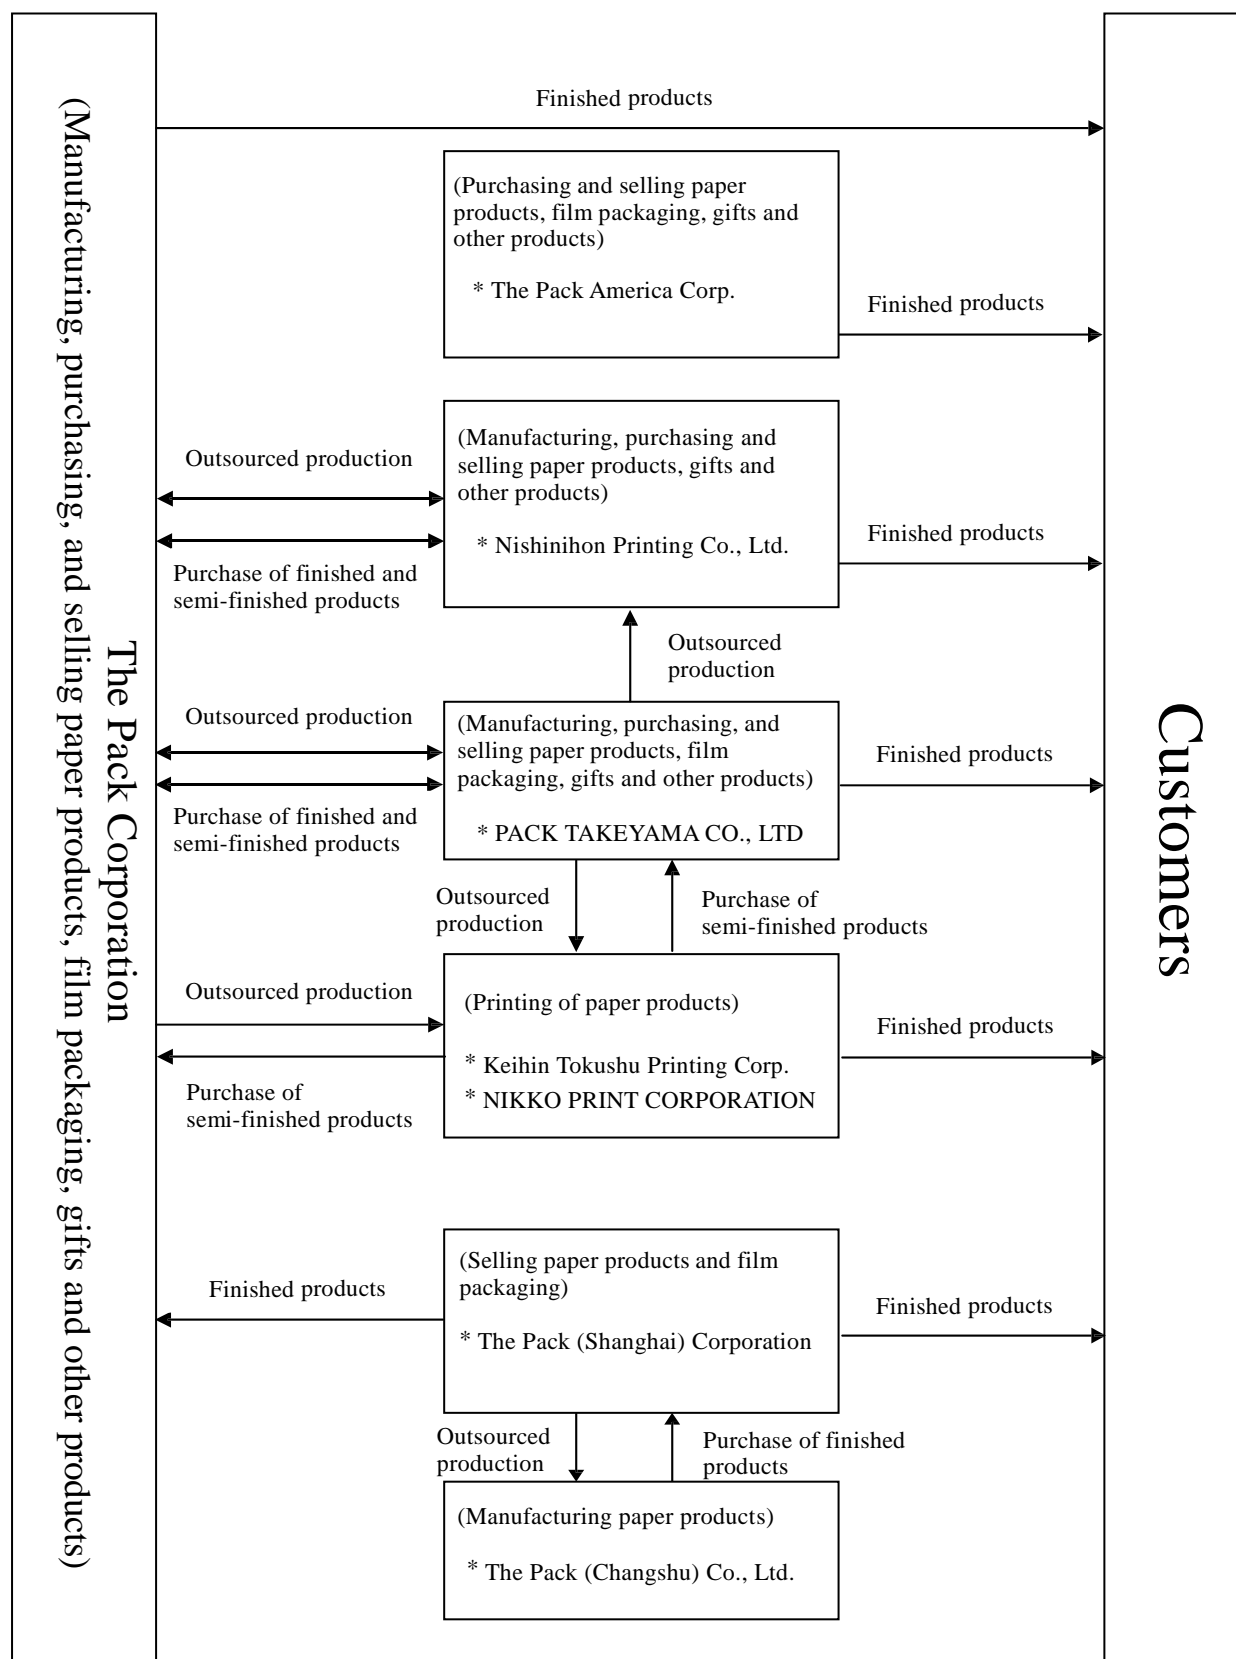 The Pack Corporation
(Manufacturing, purchasing, and selling paper products, film packaging, gifts and other products)
Finished products
(Purchasing and selling paper
products, film packaging, gifts and
other products)
* The Pack America Corp.
Finished products
Outsourced production
Purchase of finished and
semi-finished products
(Manufacturing, purchasing and
selling paper products, gifts and
other products)
* Nishinihon Printing Co., Ltd.
Finished products
Outsourced
production
Outsourced production
Purchase of finished and
semi-finished products
(Manufacturing, purchasing, and
selling paper products, film
packaging, gifts and other products)
* PACK TAKEYAMA CO., LTD
Finished products
Outsourced
production
Purchase of
semi-finished products
Outsourced production
Purchase of
semi-finished products
(Printing of paper products)
* Keihin Tokushu Printing Corp.
* NIKKO PRINT CORPORATION
Finished products
Finished products
(Selling paper products and film
packaging)
* The Pack (Shanghai) Corporation
Finished products
Outsourced
production
Purchase of finished
products
(Manufacturing paper products)
* The Pack (Changshu) Co., Ltd.
Customers